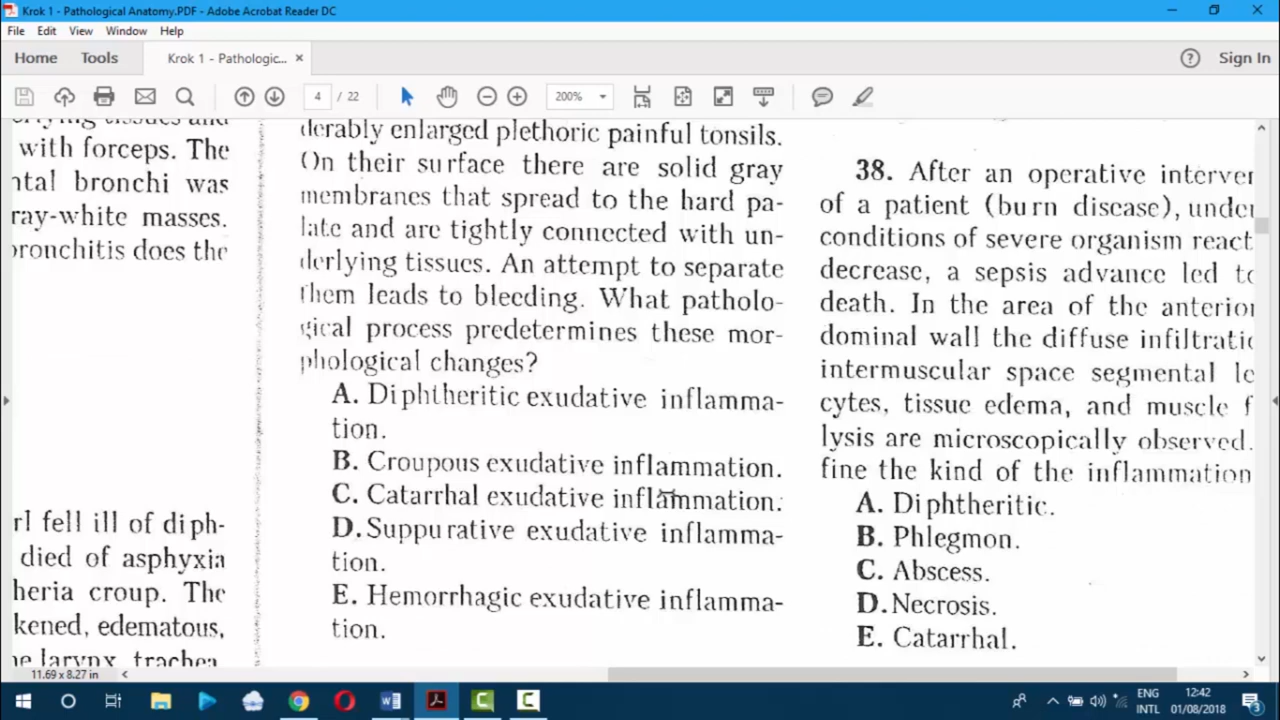 Krok 1 - Pathological Anatomy.PDF - Adobe Acrobat Reader DC
File Edit View Window Help
Home Tools Krok 1 - Pathologic... × Sign In
4 / 22 200%
with forceps. The
ntal bronchi was
ray-white masses.
bronchitis does the
rl fell ill of diph-
died of asphyxia
heria croup. The
kened, edematous,
e larynx, trachea
derably enlarged plethoric painful tonsils.
On their surface there are solid gray
membranes that spread to the hard pa-
late and are tightly connected with un-
derlying tissues. An attempt to separate
them leads to bleeding. What patholo-
gical process predetermines these mor-
phological changes?
A. Diphtheritic exudative inflamma-
tion.
B. Croupous exudative inflammation.
C. Catarrhal exudative inflammation.
D. Suppurative exudative inflamma-
tion.
E. Hemorrhagic exudative inflamma-
tion.
38. After an operative interven
of a patient (burn disease), under
conditions of severe organism react
decrease, a sepsis advance led to
death. In the area of the anterior
dominal wall the diffuse infiltratio
intermuscular space segmental le
cytes, tissue edema, and muscle f
lysis are microscopically observed.
fine the kind of the inflammation
A. Diphtheritic.
B. Phlegmon.
C. Abscess.
D. Necrosis.
E. Catarrhal.
11.69 x 8.27 in
ENG
INTL
12:42
01/08/2018
3